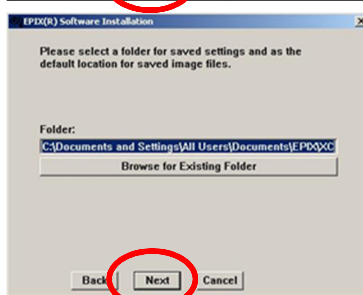 EPIX(R) Software Installation
Please select a folder for saved settings and as the
default location for saved image files.
Folder:
C:\Documents and Settings\All Users\Documents\EPIX\XC
Browse for Existing Folder
Back Next Cancel